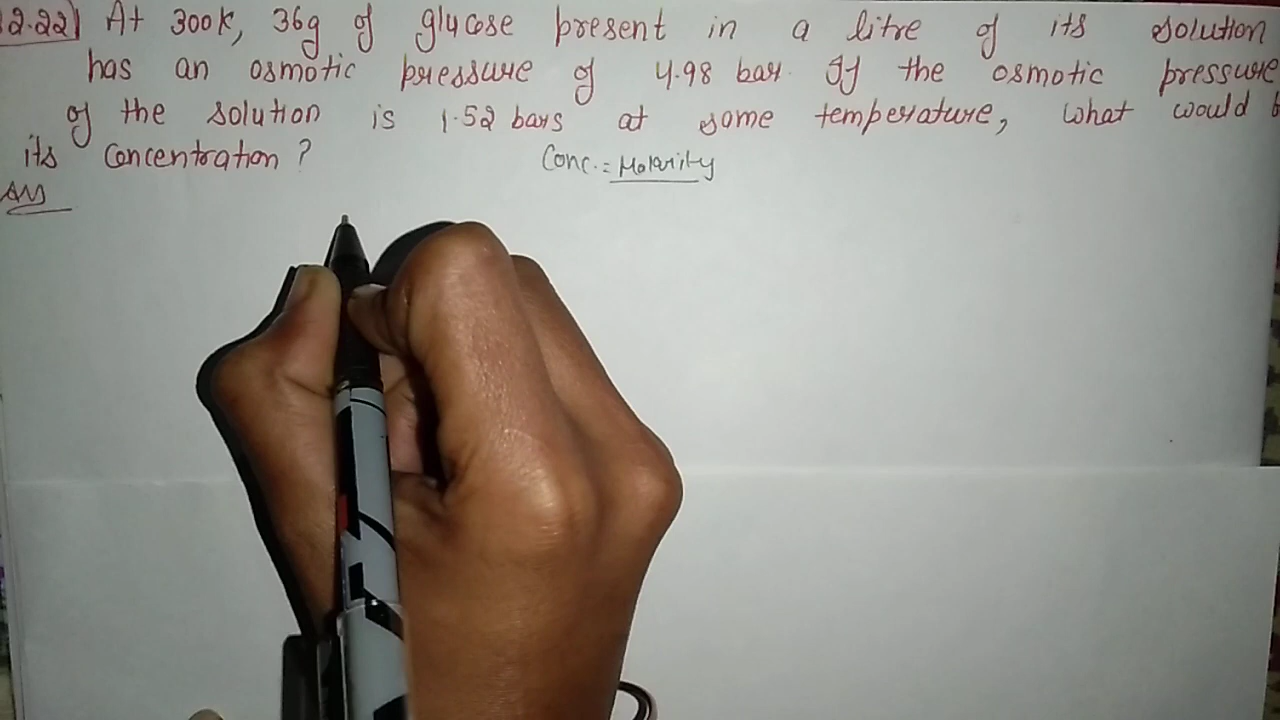 2.22) At 300k, 36g of glucose present in a litre of its solution
has an osmotic pressure of 4.98 bar. If the osmotic pressure
of the solution is 1.52 bars at some temperature, what would b
its concentration?
Conc. = Molarity
Ans